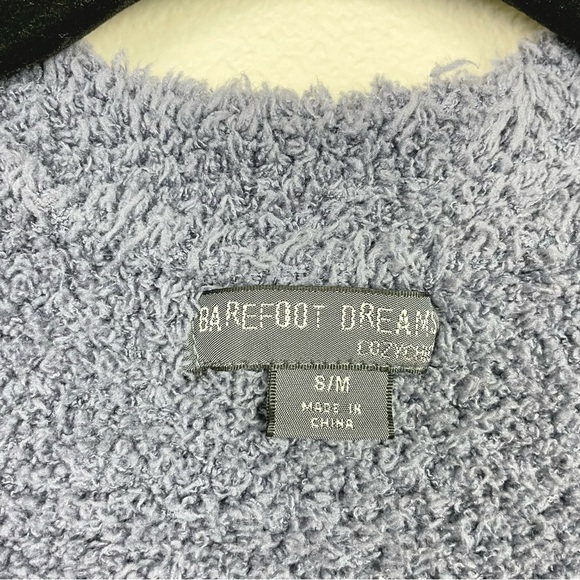 BAREFOOT DREAMS
COZYCHIC
S/M
MADE IN
CHINA